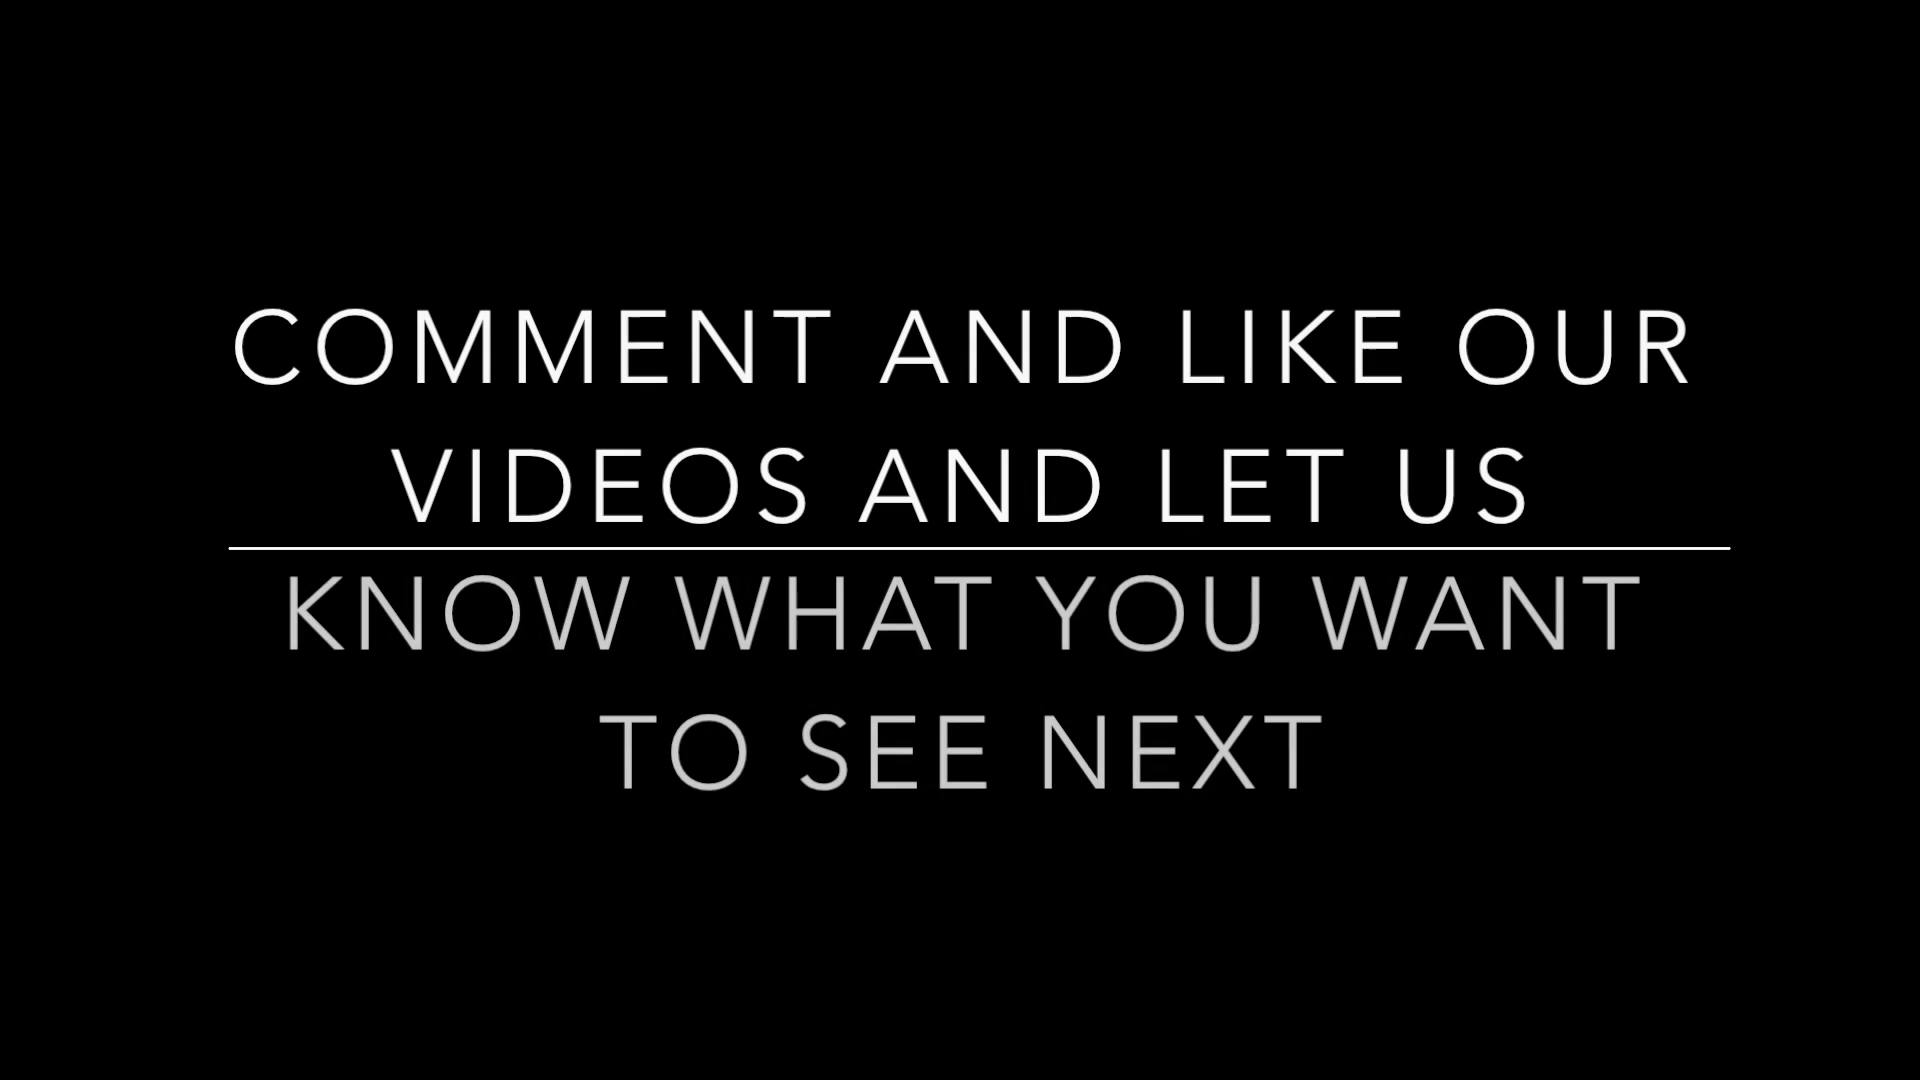 COMMENT AND LIKE OUR
VIDEOS AND LET US
KNOW WHAT YOU WANT
TO SEE NEXT